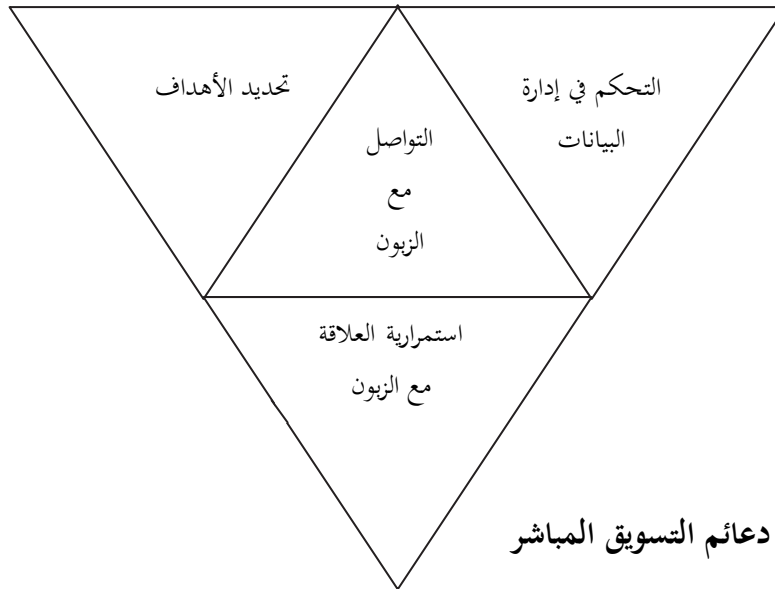 التحكم في إدارة
البيانات
تحديد الأهداف
التواصل
مع
الزبون
استمرارية العلاقة
مع الزبون
دعائم التسويق المباشر